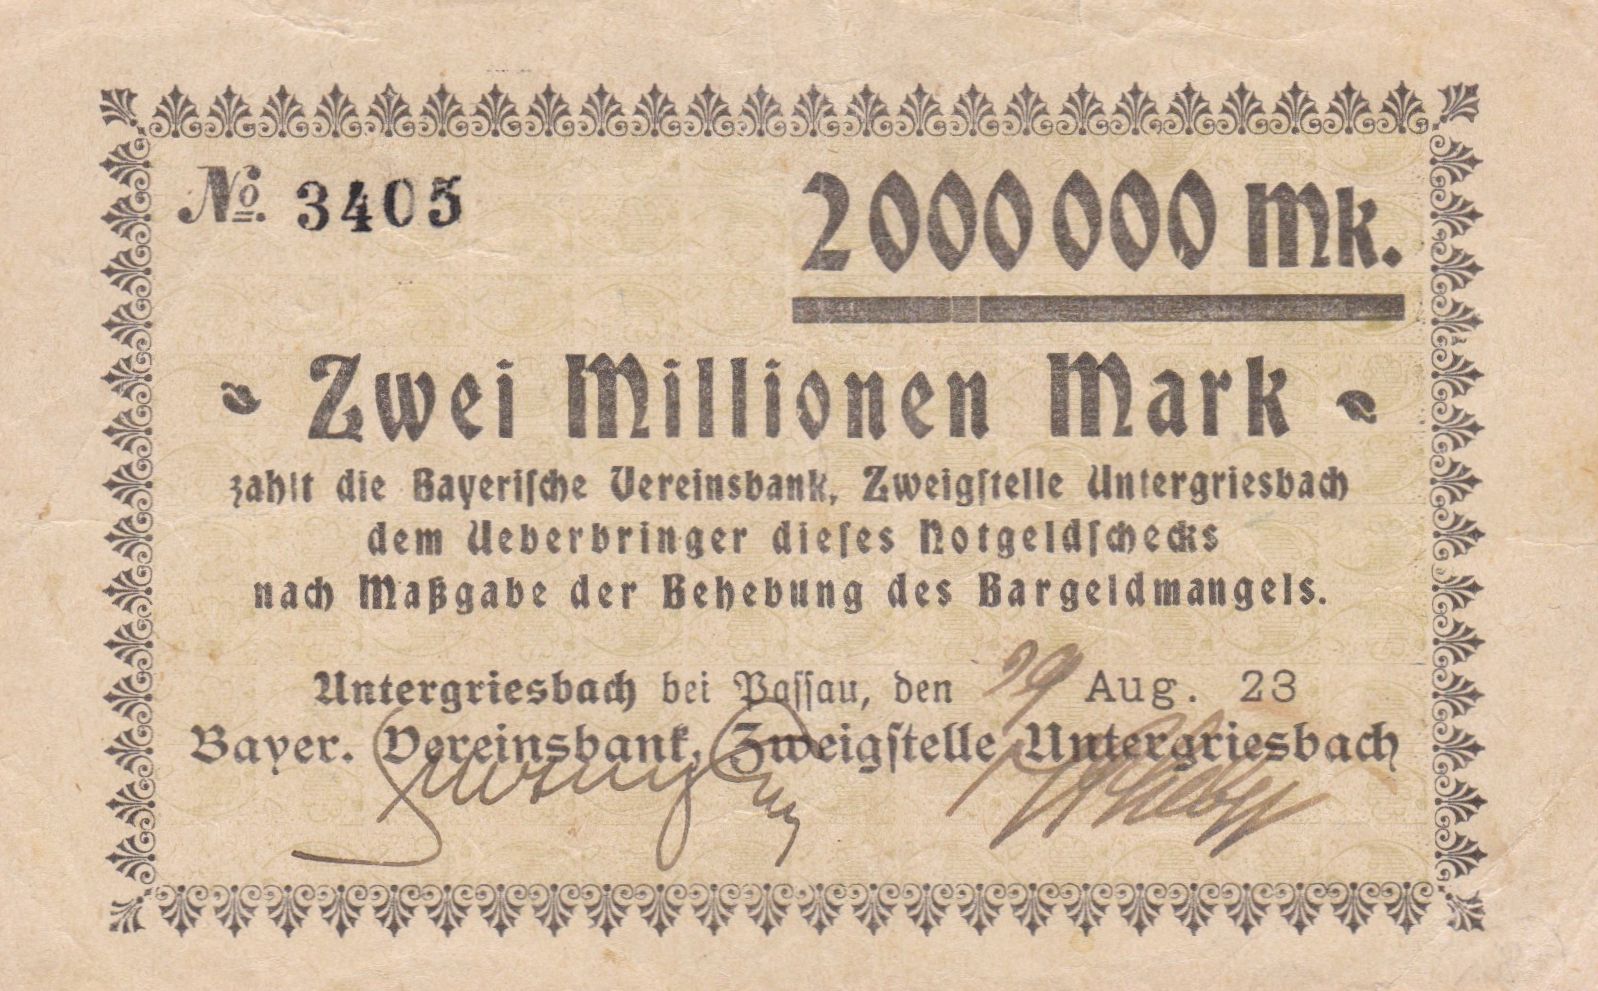 No. 3405
2000000 Mk.
Zwei Millionen Mark
zahlt die Bayerische Vereinsbank, Zweigstelle Untergriesbach
dem Ueberbringer dieses Notgeldschecks
nach Maßgabe der Behebung des Bargeldmangels.
Untergriesbach bei Passau, den 29 Aug. 23
Bayer. Vereinsbank, Zweigstelle Untergriesbach